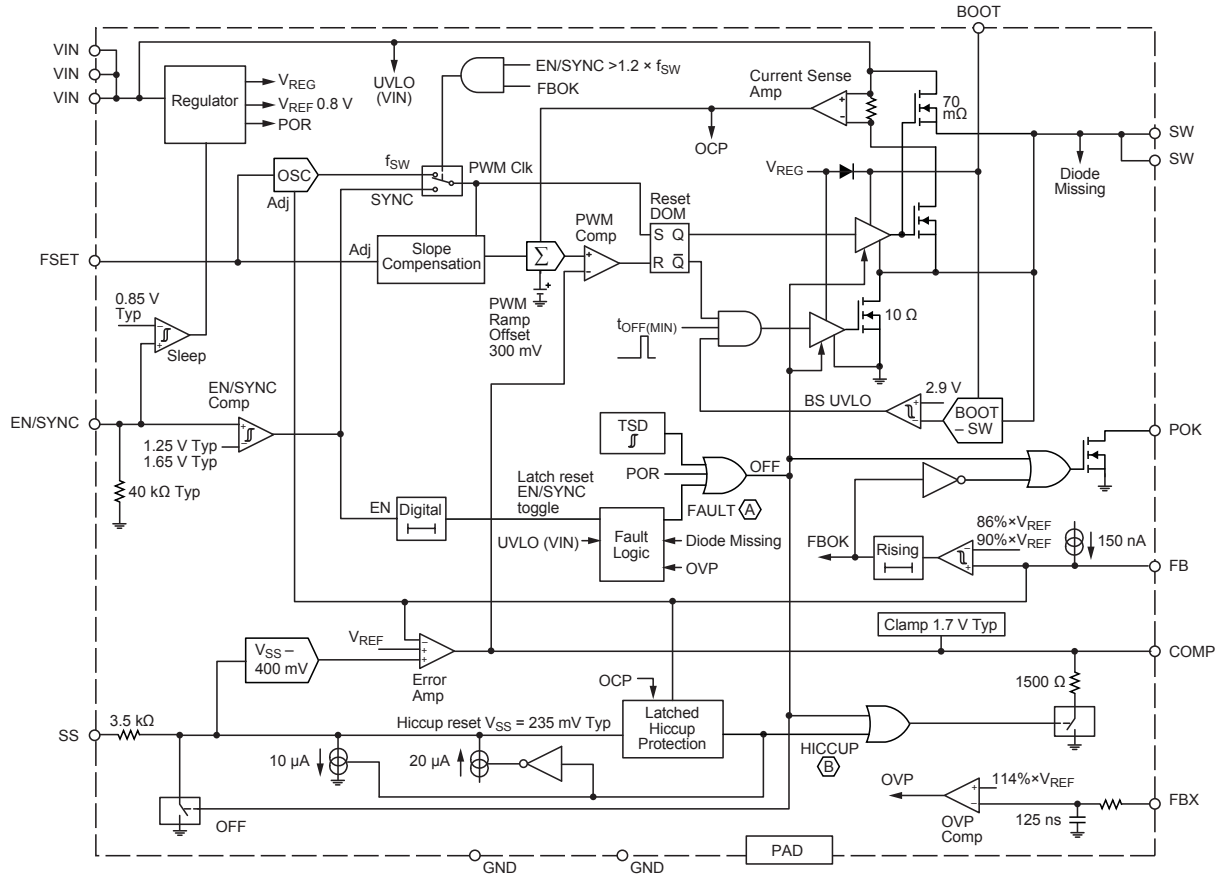 BOOT
VIN
VIN
VIN
Regulator
VREG
VREF 0.8 V
POR
UVLO
(VIN)
EN/SYNC >1.2 × fSW
FBOK
Current Sense
Amp
+
−
70
mΩ
SW
SW
Diode
Missing
OCP
VREG
OSC
Adj
fSW
SYNC
PWM Clk
FSET
Adj
Slope
Compensation
Σ
+
PWM
Ramp
Offset
300 mV
PWM
Comp
+
−
Reset
DOM
S Q
R Q̅
tOFF(MIN)
10 Ω
0.85 V
Typ
−
+
Sleep
EN/SYNC
EN/SYNC
Comp
+
−
1.25 V Typ
1.65 V Typ
40 kΩ Typ
BS UVLO
2.9 V
+
−
BOOT
– SW
POK
TSD
POR
OFF
FAULT A
Latch reset
EN/SYNC
toggle
EN
Digital
UVLO (VIN)
Fault
Logic
Diode Missing
OVP
FBOK
Rising
86%×VREF
90%×VREF
−
+
150 nA
FB
Clamp 1.7 V Typ
COMP
VREF
−
+
+
Error
Amp
VSS –
400 mV
1500 Ω
OCP
Latched
Hiccup
Protection
Hiccup reset VSS = 235 mV Typ
SS
3.5 kΩ
10 µA
20 µA
HICCUP
B
OFF
OVP
114%×VREF
+
−
OVP
Comp
125 ns
FBX
GND
GND
PAD